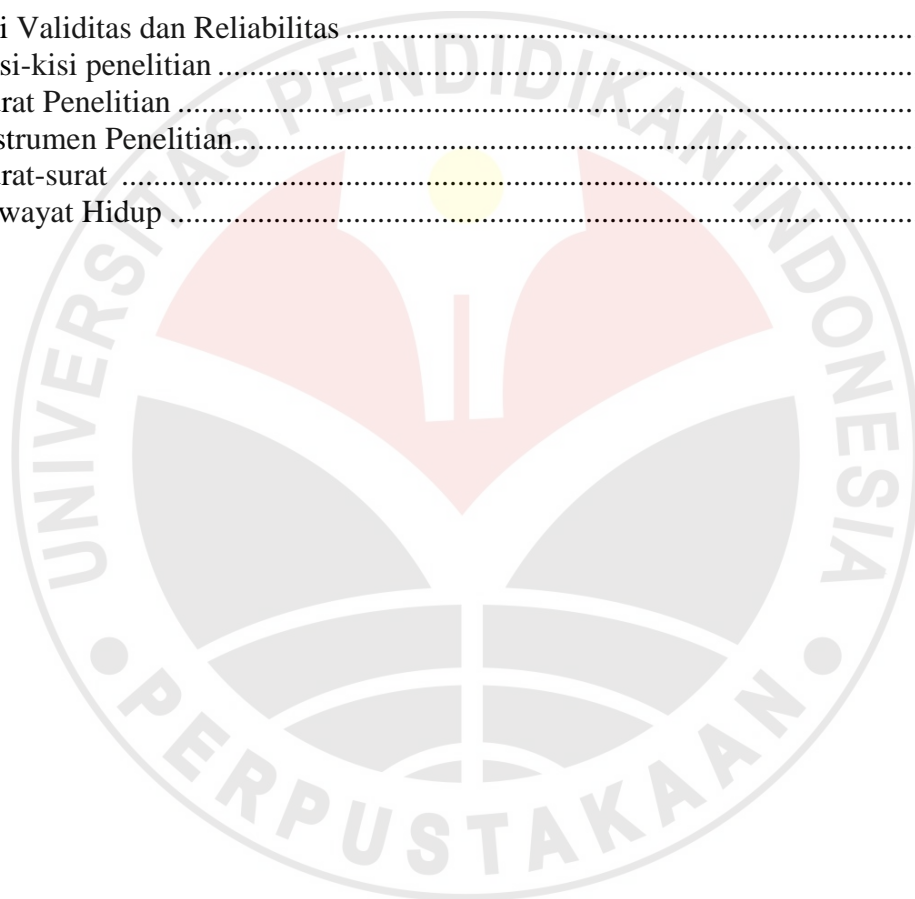 i Validitas dan Reliabilitas ........................................................................
si-kisi penelitian ........................................................................................
rat Penelitian .............................................................................................
strumen Penelitian.....................................................................................
rat-surat ....................................................................................................
wayat Hidup .............................................................................................
UNIVERSITAS PENDIDIKAN INDONESIA
• PERPUSTAKAAN •